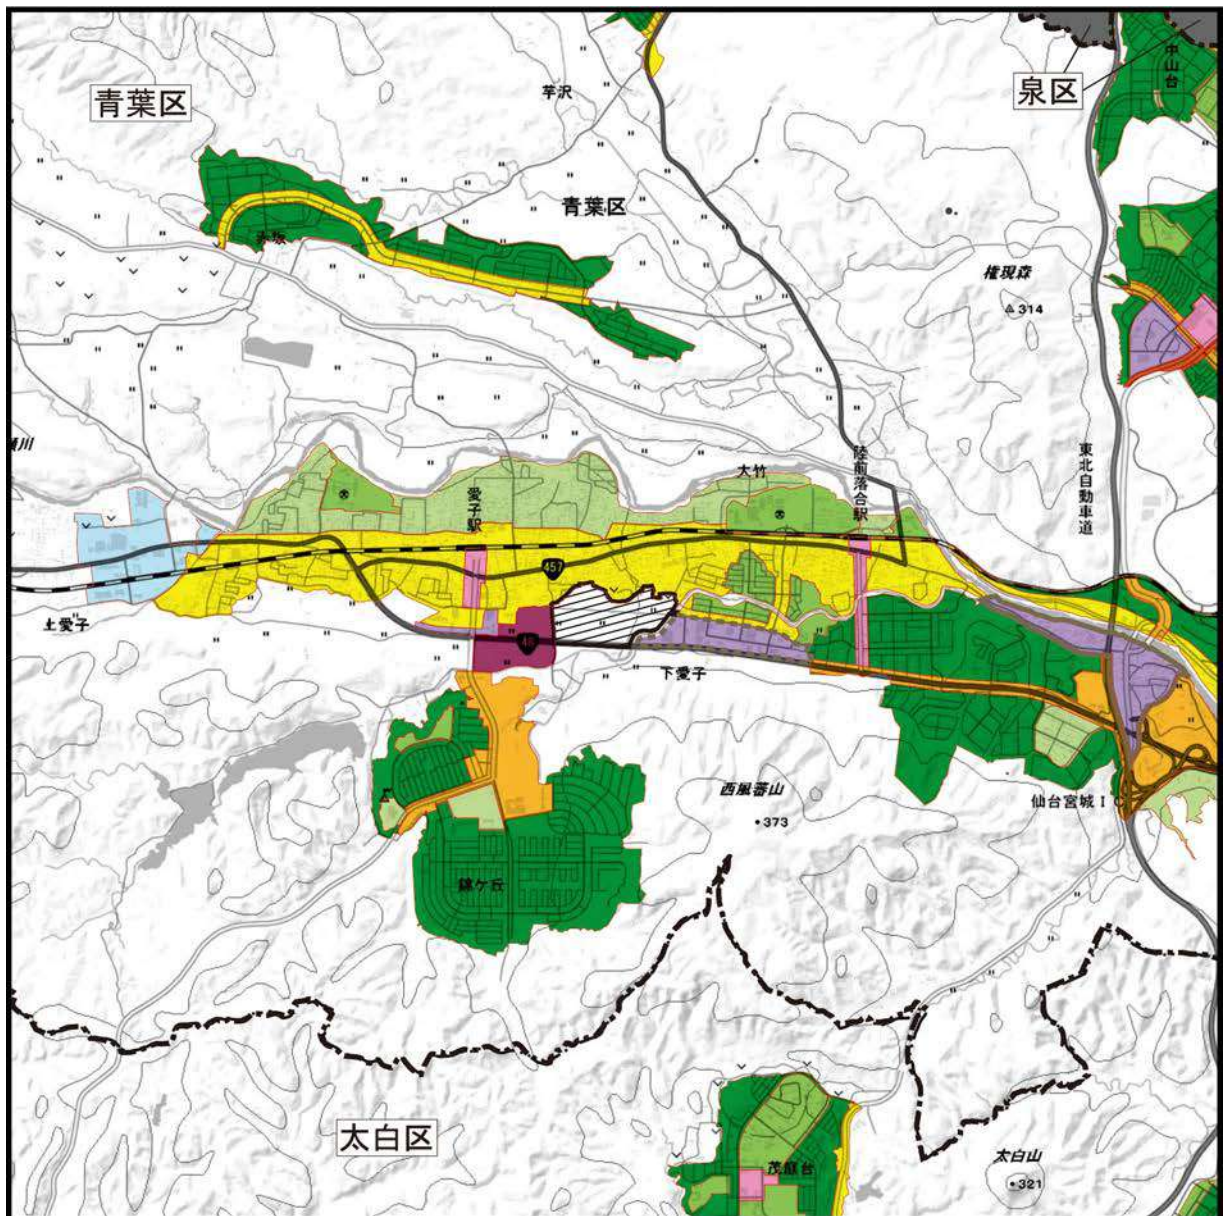 中山台
青葉区
泉区
芋沢
青葉区
赤坂
権現森
314
大竹
陸前落合駅
東北自動車道
愛子駅
457
上愛子
48
下愛子
西風蕃山
373
仙台宮城IC
錦ケ丘
太白区
茂庭台
太白山
321